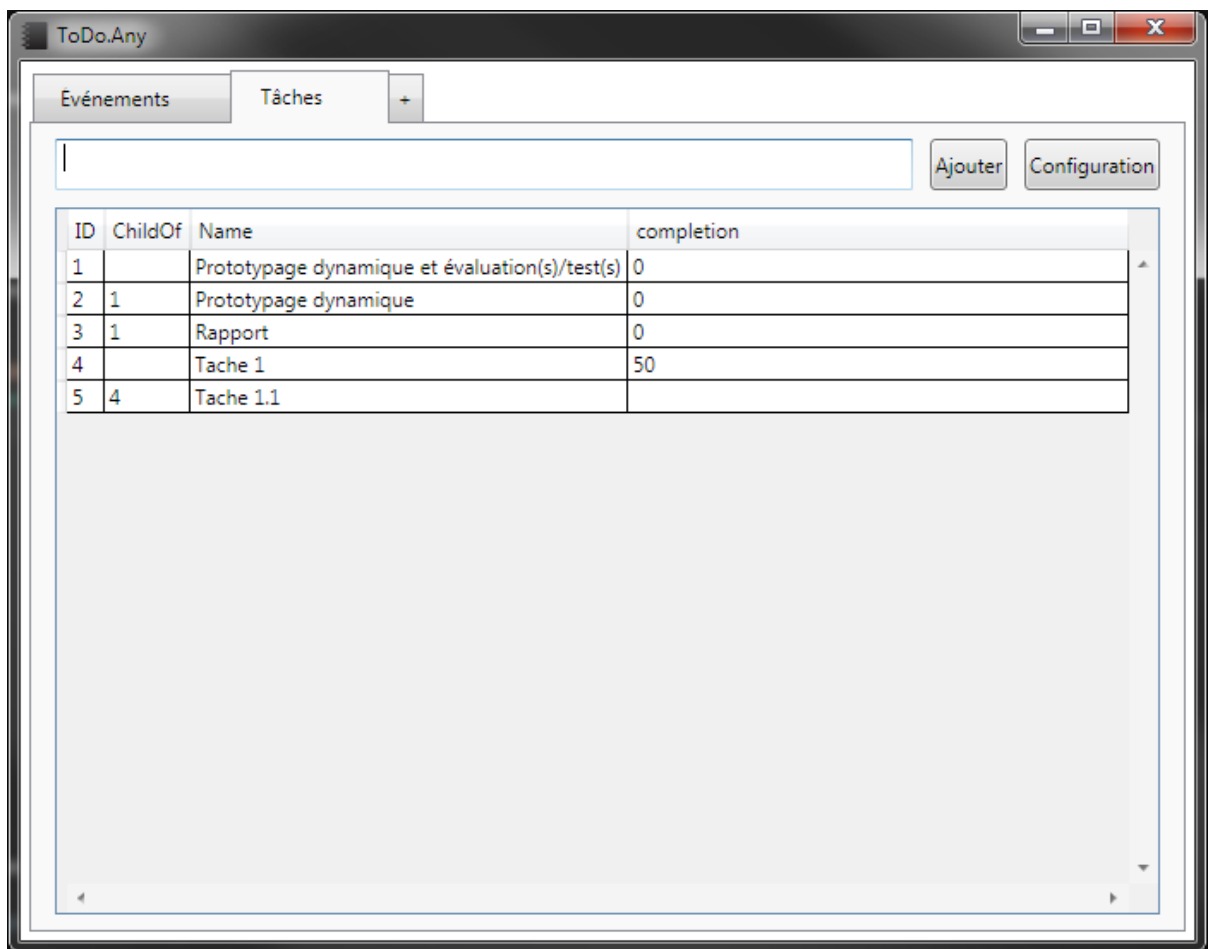 ToDo.Any
Événements Tâches +
Ajouter Configuration
ID ChildOf Name completion
1 Prototypage dynamique et évaluation(s)/test(s) 0
2 1 Prototypage dynamique 0
3 1 Rapport 0
4 Tache 1 50
5 4 Tache 1.1